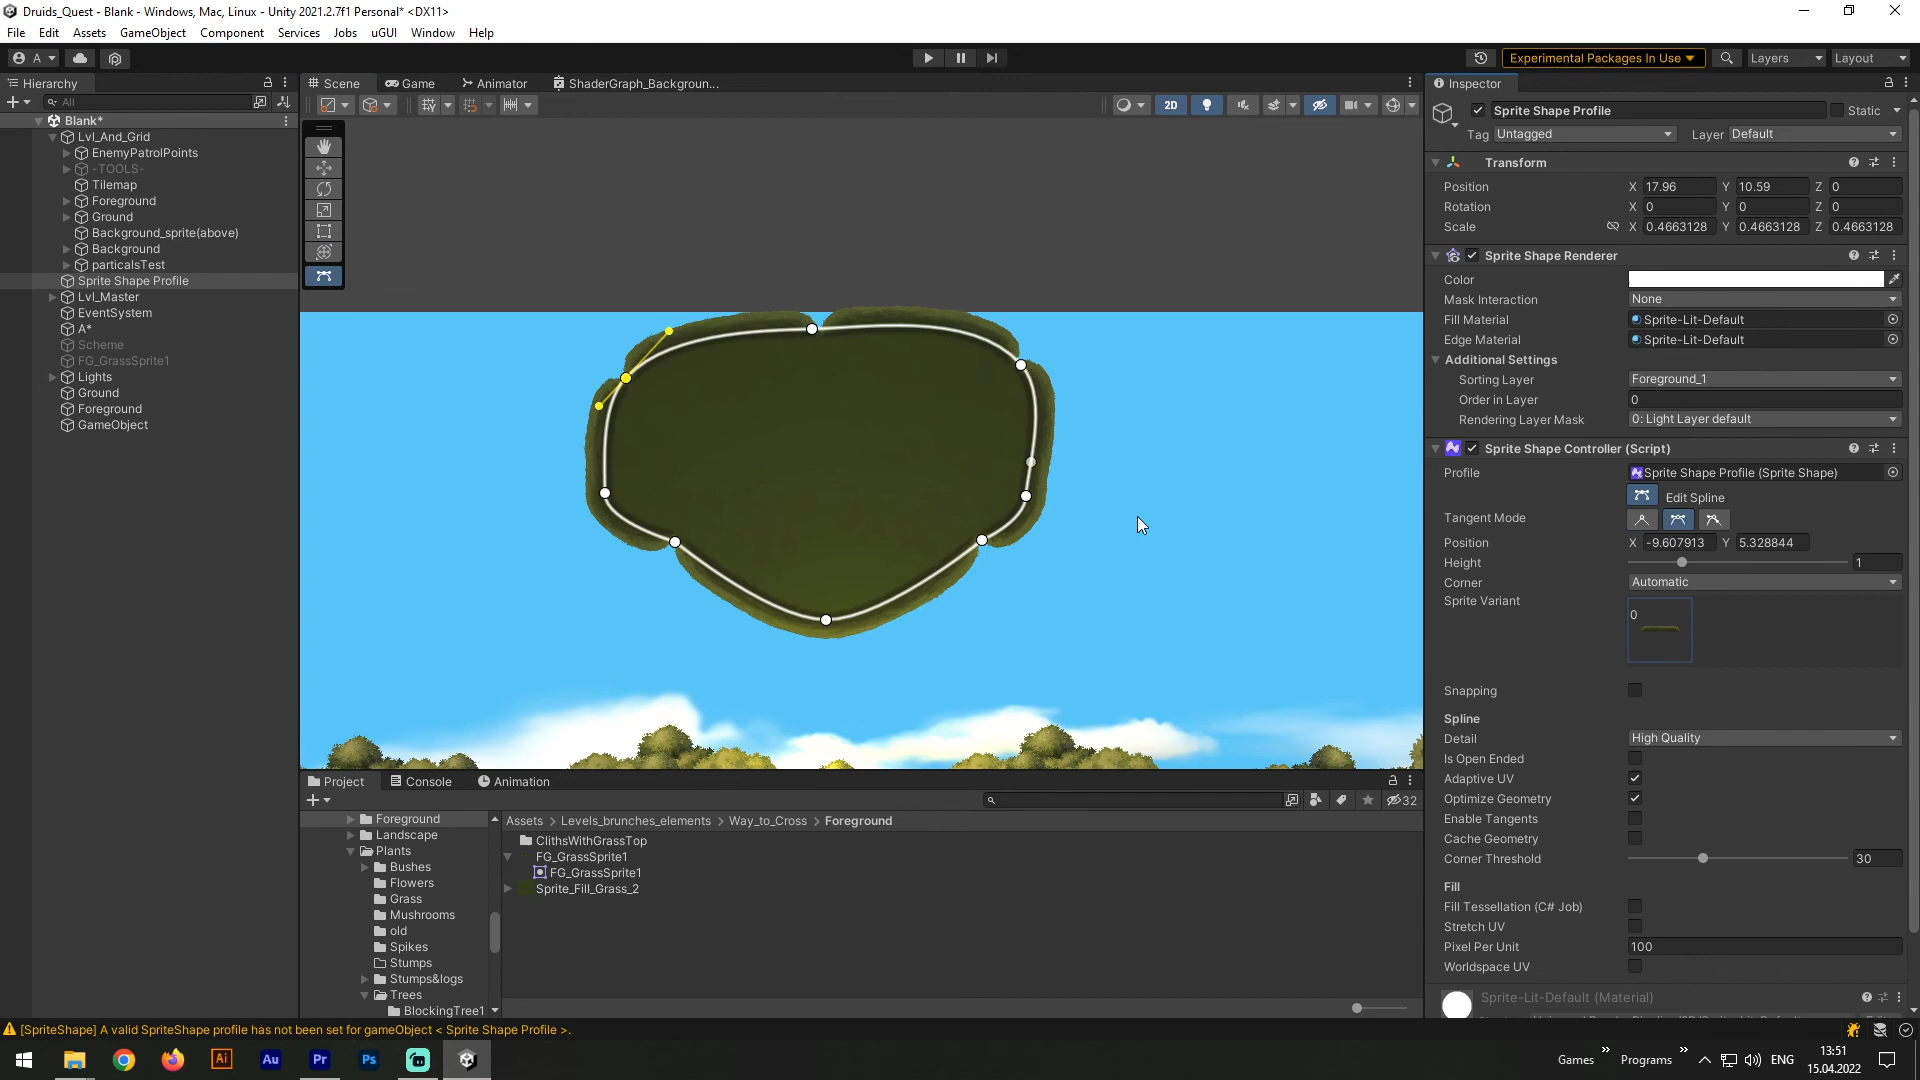 Druids_Quest - Blank - Windows, Mac, Linux - Unity 2021.2.7f1 Personal* <DX11>
File Edit Assets GameObject Component Services Jobs uGUI Window Help
A Experimental Packages In Use Layers Layout
Hierarchy
All
Blank*
Lvl_And_Grid
EnemyPatrolPoints
-TOOLS-
Tilemap
Foreground
Ground
Background_sprite(above)
Background
particalsTest
Sprite Shape Profile
Lvl_Master
EventSystem
A*
Scheme
FG_GrassSprite1
Lights
Ground
Foreground
GameObject
Scene Game Animator ShaderGraph_Backgroun...
2D
Inspector
Sprite Shape Profile Static
Tag Untagged Layer Default
Transform
Position X 17.96 Y 10.59 Z 0
Rotation X 0 Y 0 Z 0
Scale X 0.4663128 Y 0.4663128 Z 0.4663128
Sprite Shape Renderer
Color
Mask Interaction None
Fill Material Sprite-Lit-Default
Edge Material Sprite-Lit-Default
Additional Settings
Sorting Layer Foreground_1
Order in Layer 0
Rendering Layer Mask 0: Light Layer default
Sprite Shape Controller (Script)
Profile Sprite Shape Profile (Sprite Shape)
Edit Spline
Tangent Mode
Position X -9.607913 Y 5.328844
Height 1
Corner Automatic
Sprite Variant
0
Snapping
Spline
Detail High Quality
Is Open Ended
Adaptive UV
Optimize Geometry
Enable Tangents
Cache Geometry
Corner Threshold 30
Fill
Fill Tessellation (C# Job)
Stretch UV
Pixel Per Unit 100
Worldspace UV
Sprite-Lit-Default (Material)
Project Console Animation
32
Foreground
Landscape
Plants
Bushes
Flowers
Grass
Mushrooms
old
Spikes
Stumps
Stumps&logs
Trees
BlockingTree1
Assets > Levels_brunches_elements > Way_to_Cross > Foreground
ClithsWithGrassTop
FG_GrassSprite1
FG_GrassSprite1
Sprite_Fill_Grass_2
[SpriteShape] A valid SpriteShape profile has not been set for gameObject < Sprite Shape Profile >.
Ai Au Pr Ps
Games » Programs » ENG
13:51
15.04.2022